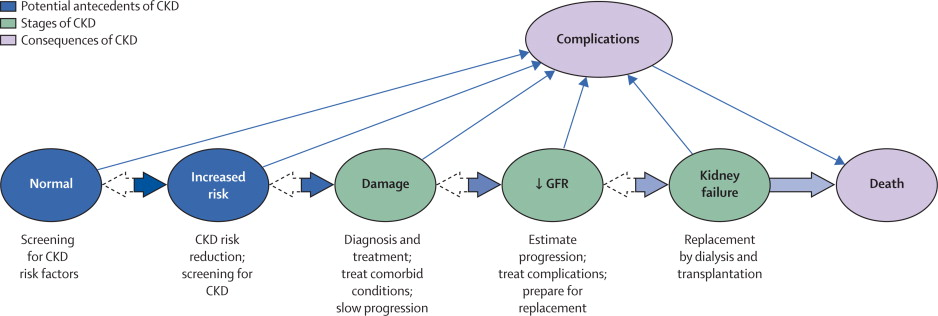 Potential antecedents of CKD
Stages of CKD
Consequences of CKD
Complications
Normal
Increased
risk
Damage
↓ GFR
Kidney
failure
Death
Screening
for CKD
risk factors
CKD risk
reduction;
screening for
CKD
Diagnosis and
treatment;
treat comorbid
conditions;
slow progression
Estimate
progression;
treat complications;
prepare for
replacement
Replacement
by dialysis and
transplantation